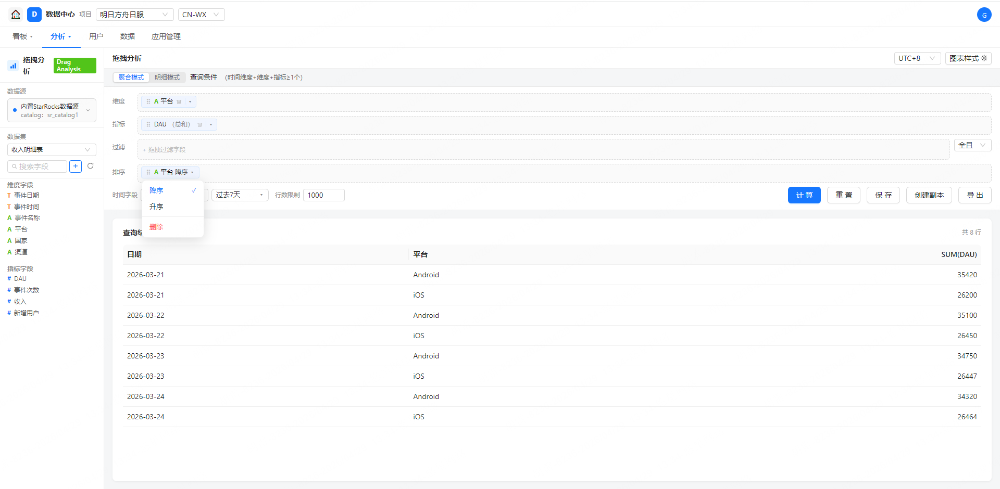 D 数据中心 项目 明日方舟日服 CN-WX G
看板 分析 用户 数据 应用管理
拖拽分析
Drag Analysis
数据源
内置StarRocks数据源
catalog: sr_catalog1
数据集
收入明细表
搜索字段 +
维度字段
T 事件日期
T 事件时间
A 事件名称
A 平台
A 国家
A 渠道
指标字段
# DAU
# 事件次数
# 收入
# 新增用户
拖拽分析 UTC+8 图表样式
聚合模式 明细模式 查询条件 (时间维度+维度+指标≥1个)
维度 A 平台
指标 DAU (总和)
过滤 + 拖拽过滤字段 全且
排序 A 平台 降序
降序
升序
删除
时间字段 过去7天 行数限制 1000 计算 重置 保存 创建副本 导出
查询 共 8 行
日期 平台 SUM(DAU)
2026-03-21 Android 35420
2026-03-21 iOS 26200
2026-03-22 Android 35100
2026-03-22 iOS 26450
2026-03-23 Android 34750
2026-03-23 iOS 26447
2026-03-24 Android 34320
2026-03-24 iOS 26464